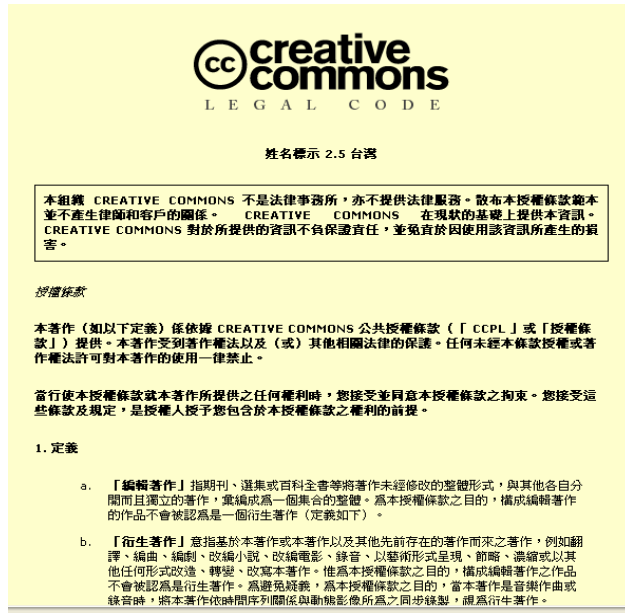 cc creative
commons
LEGAL CODE
姓名標示 2.5 台灣
本組織 CREATIVE COMMONS 不是法律事務所，亦不提供法律服務。散布本授權條款範本
並不產生律師和客戶的關係。 CREATIVE COMMONS 在現狀的基礎上提供本資訊。
CREATIVE COMMONS 對於所提供的資訊不負保證責任，並免責於因使用該資訊所產生的損
害。
授權條款
本著作（如以下定義）係依據 CREATIVE COMMONS 公共授權條款（「 CCPL 」或「授權條
款」）提供。本著作受到著作權法以及（或）其他相關法律的保護。任何未經本條款授權或著
作權法許可對本著作的使用一律禁止。
當行使本授權條款就本著作所提供之任何權利時，您接受並同意本授權條款之拘束。您接受這
些條款及規定，是授權人授予您包含於本授權條款之權利的前提。
1. 定義
a. 「編輯著作」指期刊、選集或百科全書等將著作未經修改的整體形式，與其他各自分
開而且獨立的著作，彙編成為一個集合的整體。為本授權條款之目的，構成編輯著作
的作品不會被認為是一個衍生著作（定義如下）。
b. 「衍生著作」意指基於本著作或本著作以及其他先前存在的著作而來之著作，例如翻
譯、編曲、編劇、改編小說、改編電影、錄音、以藝術形式呈現、節略、濃縮或以其
他任何形式改造、轉變、改寫本著作。惟為本授權條款之目的，構成編輯著作之作品
不會被認為是衍生著作。為避免疑義，為本授權條款之目的，當本著作是音樂作曲或
錄音時，將本著作依時間序列關係與動態影像所為之同步錄製，視為衍生著作。